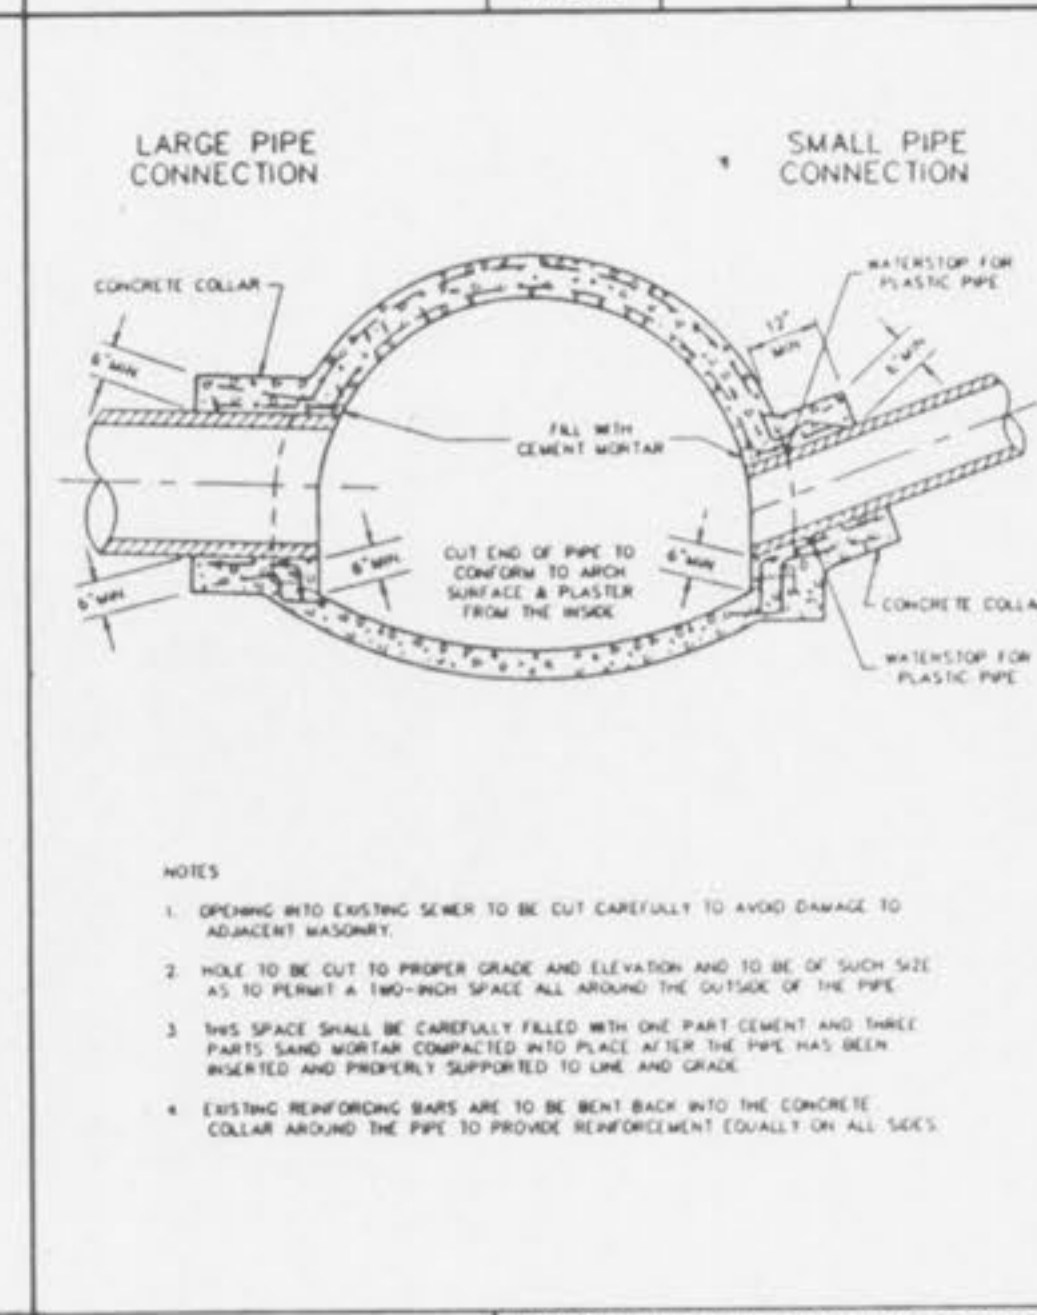 LARGE PIPE
CONNECTION
SMALL PIPE
CONNECTION
CONCRETE COLLAR
WATERSTOP FOR
PLASTIC PIPE
12"
MIN
6" MIN
6" MIN
FILL WITH
CEMENT MORTAR
6" MIN
6" MIN
6" MIN
CUT END OF PIPE TO
CONFORM TO ARCH
SURFACE & PLASTER
FROM THE INSIDE
CONCRETE COLLA
WATERSTOP FOR
PLASTIC PIPE
NOTES
1. OPENING INTO EXISTING SEWER TO BE CUT CAREFULLY TO AVOID DAMAGE TO
ADJACENT MASONRY.
2 HOLE TO BE CUT TO PROPER GRADE AND ELEVATION AND TO BE OF SUCH SIZE
AS TO PERMIT A TWO-INCH SPACE ALL AROUND THE OUTSIDE OF THE PIPE
3 THIS SPACE SHALL BE CAREFULLY FILLED WITH ONE PART CEMENT AND THREE
PARTS SAND MORTAR COMPACTED INTO PLACE AFTER THE PIPE HAS BEEN
INSERTED AND PROPERLY SUPPORTED TO LINE AND GRADE
4 EXISTING REINFORCING BARS ARE TO BE BENT BACK INTO THE CONCRETE
COLLAR AROUND THE PIPE TO PROVIDE REINFORCEMENT EQUALLY ON ALL SIDES